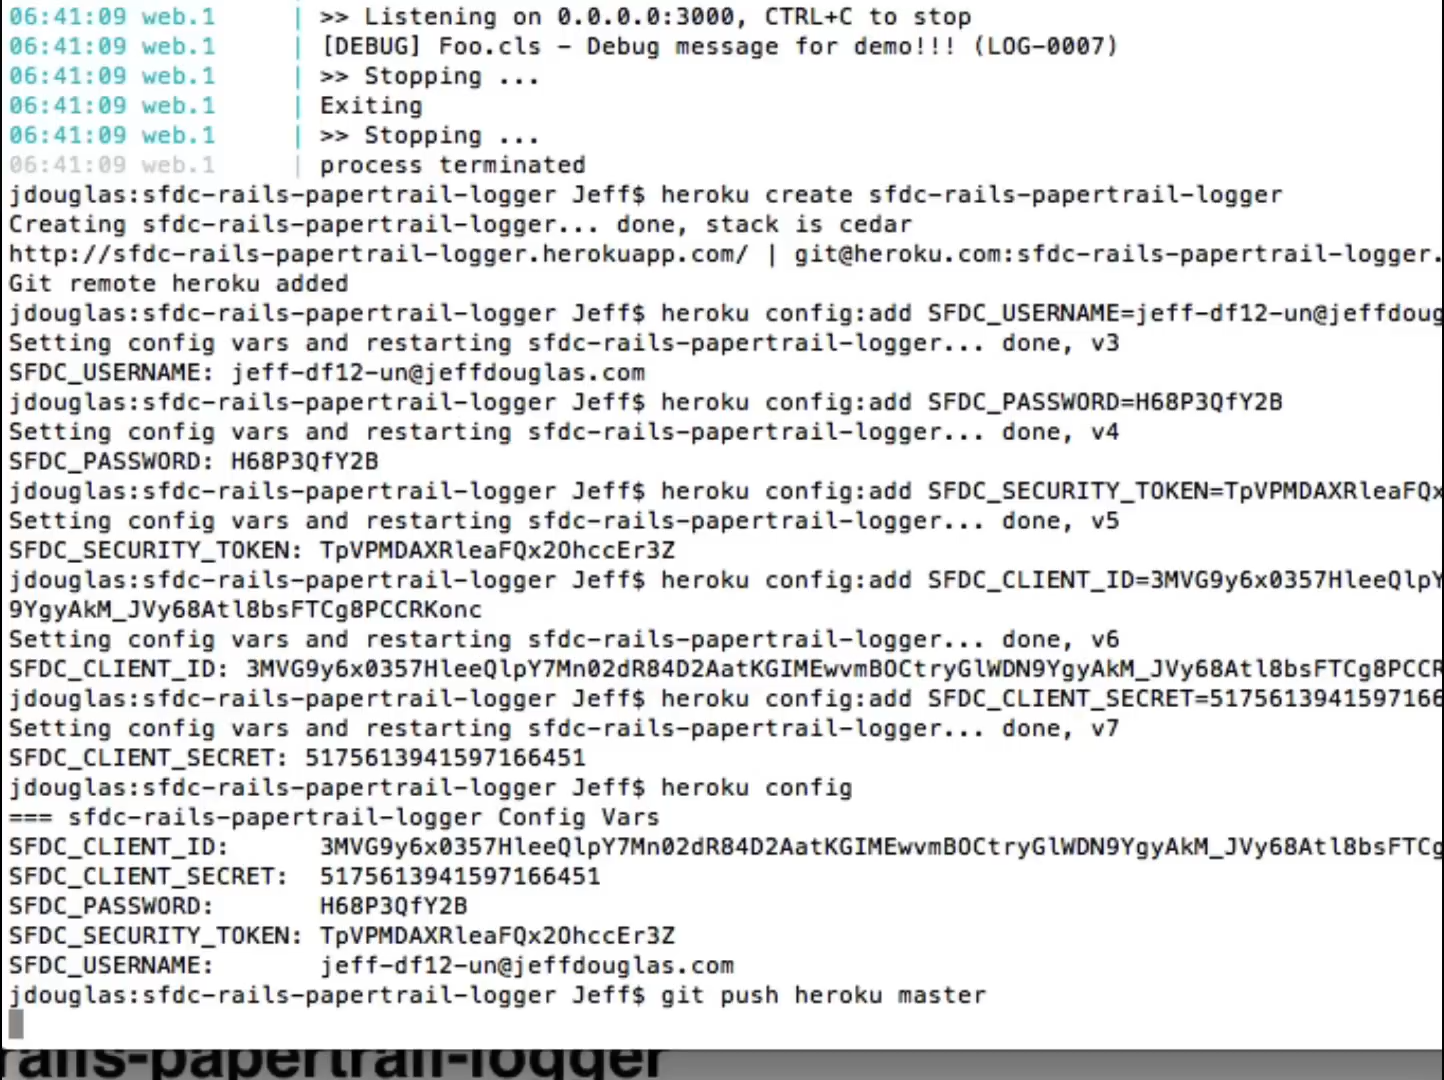 06:41:09 web.1 | >> Listening on 0.0.0.0:3000, CTRL+C to stop
06:41:09 web.1 | [DEBUG] Foo.cls - Debug message for demo!!! (LOG-0007)
06:41:09 web.1 | >> Stopping ...
06:41:09 web.1 | Exiting
06:41:09 web.1 | >> Stopping ...
06:41:09 web.1 | process terminated
jdouglas:sfdc-rails-papertrail-logger Jeff$ heroku create sfdc-rails-papertrail-logger
Creating sfdc-rails-papertrail-logger... done, stack is cedar
http://sfdc-rails-papertrail-logger.herokuapp.com/ | git@heroku.com:sfdc-rails-papertrail-logger.
Git remote heroku added
jdouglas:sfdc-rails-papertrail-logger Jeff$ heroku config:add SFDC_USERNAME=jeff-df12-un@jeffdoug
Setting config vars and restarting sfdc-rails-papertrail-logger... done, v3
SFDC_USERNAME: jeff-df12-un@jeffdouglas.com
jdouglas:sfdc-rails-papertrail-logger Jeff$ heroku config:add SFDC_PASSWORD=H68P3QfY2B
Setting config vars and restarting sfdc-rails-papertrail-logger... done, v4
SFDC_PASSWORD: H68P3QfY2B
jdouglas:sfdc-rails-papertrail-logger Jeff$ heroku config:add SFDC_SECURITY_TOKEN=TpVPMDAXRleaFQx
Setting config vars and restarting sfdc-rails-papertrail-logger... done, v5
SFDC_SECURITY_TOKEN: TpVPMDAXRleaFQx2OhccEr3Z
jdouglas:sfdc-rails-papertrail-logger Jeff$ heroku config:add SFDC_CLIENT_ID=3MVG9y6x0357HleeQlpY
9YgyAkM_JVy68Atl8bsFTCg8PCCRKonc
Setting config vars and restarting sfdc-rails-papertrail-logger... done, v6
SFDC_CLIENT_ID: 3MVG9y6x0357HleeQlpY7Mn02dR84D2AatKGIMEwvmBOCtryGlWDN9YgyAkM_JVy68Atl8bsFTCg8PCCR
jdouglas:sfdc-rails-papertrail-logger Jeff$ heroku config:add SFDC_CLIENT_SECRET=5175613941597166
Setting config vars and restarting sfdc-rails-papertrail-logger... done, v7
SFDC_CLIENT_SECRET: 5175613941597166451
jdouglas:sfdc-rails-papertrail-logger Jeff$ heroku config
=== sfdc-rails-papertrail-logger Config Vars
SFDC_CLIENT_ID: 3MVG9y6x0357HleeQlpY7Mn02dR84D2AatKGIMEwvmBOCtryGlWDN9YgyAkM_JVy68Atl8bsFTCg
SFDC_CLIENT_SECRET: 5175613941597166451
SFDC_PASSWORD: H68P3QfY2B
SFDC_SECURITY_TOKEN: TpVPMDAXRleaFQx2OhccEr3Z
SFDC_USERNAME: jeff-df12-un@jeffdouglas.com
jdouglas:sfdc-rails-papertrail-logger Jeff$ git push heroku master
rails-papertrail-logger